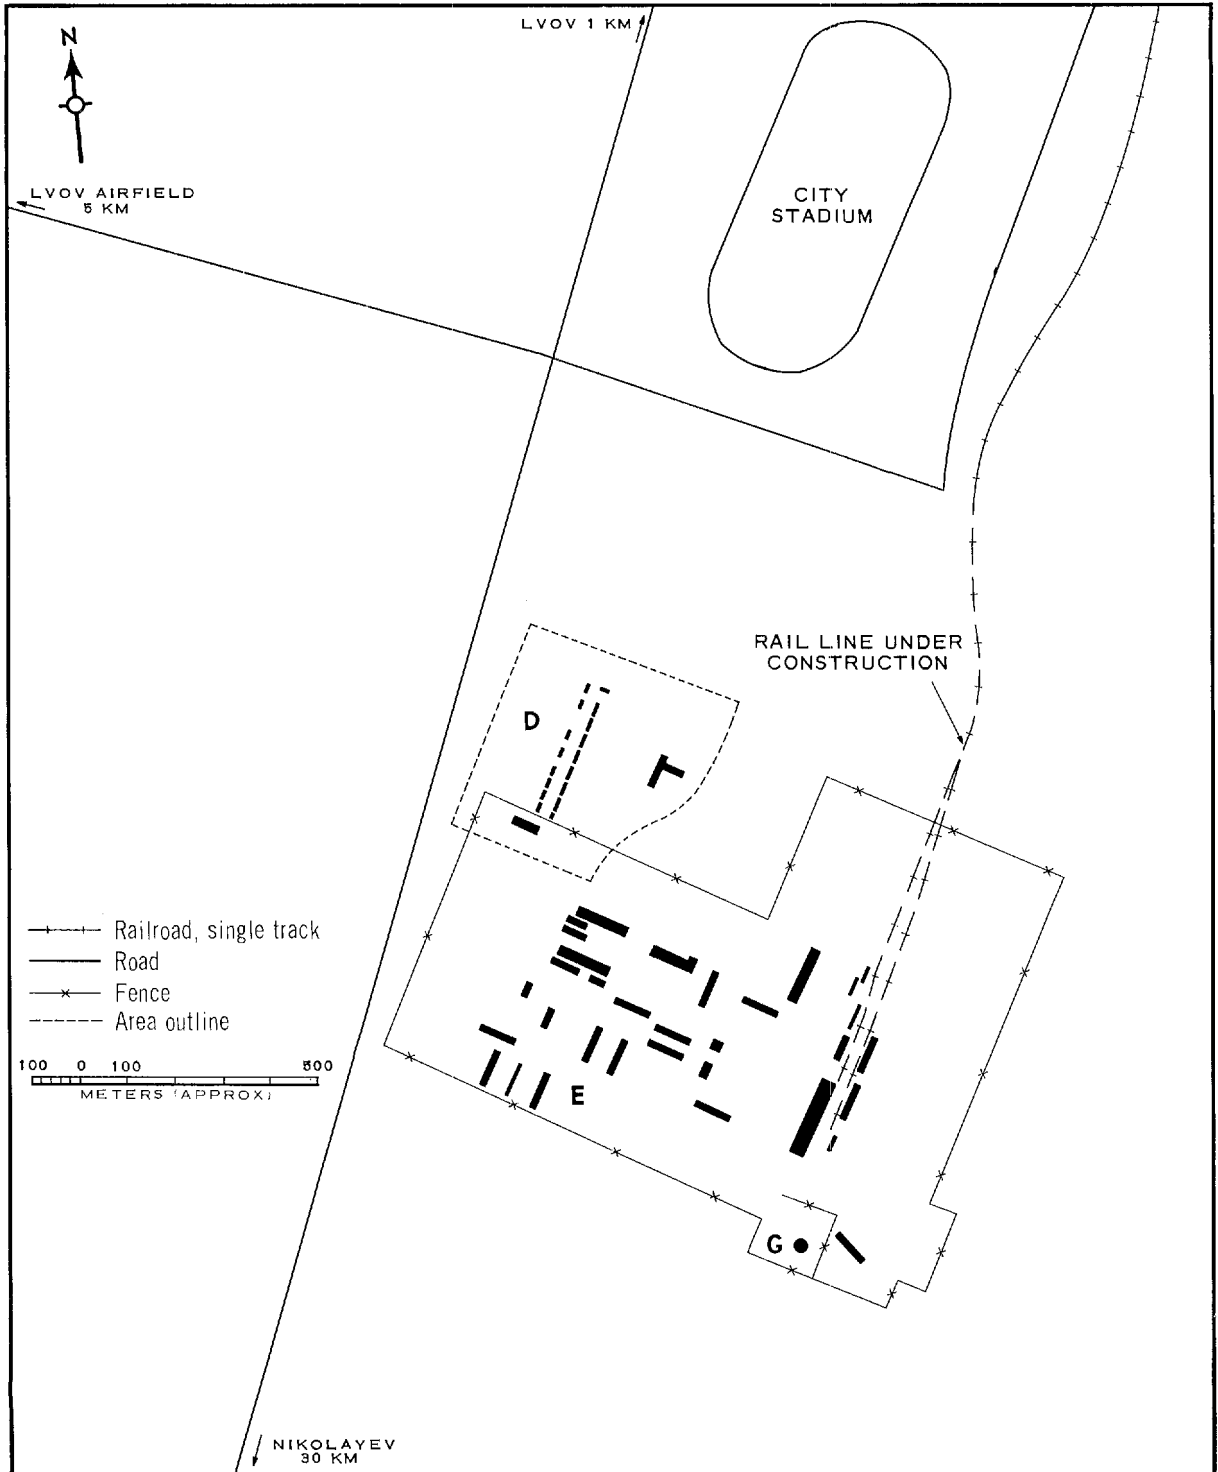 LVOV 1 KM
N
LVOV AIRFIELD
5 KM
CITY
STADIUM
RAIL LINE UNDER
CONSTRUCTION
D
Railroad, single track
Road
Fence
Area outline
100 0 100 500
METERS (APPROX)
E
G
NIKOLAYEV
30 KM